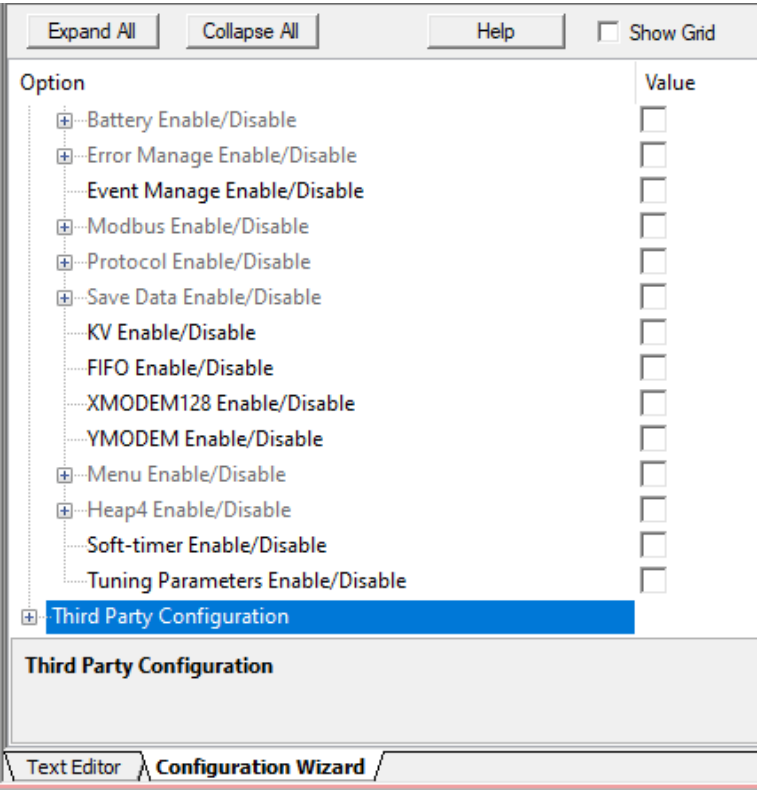 Expand All Collapse All Help Show Grid
Option Value
Battery Enable/Disable
Error Manage Enable/Disable
Event Manage Enable/Disable
Modbus Enable/Disable
Protocol Enable/Disable
Save Data Enable/Disable
KV Enable/Disable
FIFO Enable/Disable
XMODEM128 Enable/Disable
YMODEM Enable/Disable
Menu Enable/Disable
Heap4 Enable/Disable
Soft-timer Enable/Disable
Tuning Parameters Enable/Disable
Third Party Configuration
Third Party Configuration
Text Editor Configuration Wizard